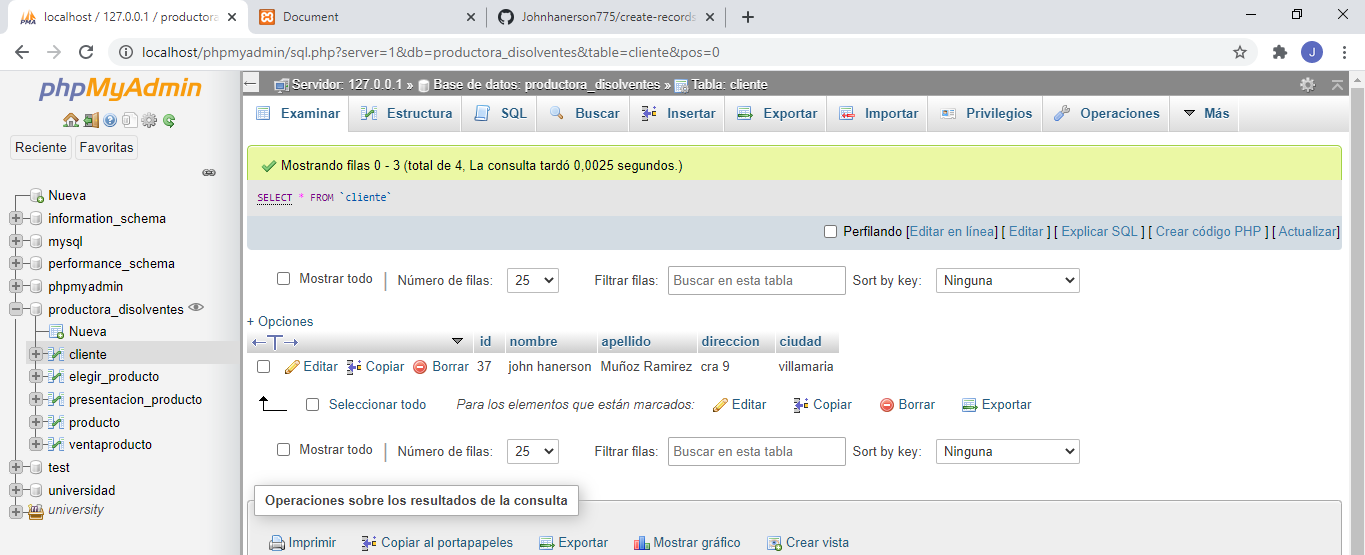 localhost / 127.0.0.1 / productora
Document
Johnhanerson775/create-records
localhost/phpmyadmin/sql.php?server=1&db=productora_disolventes&table=cliente&pos=0
J
phpMyAdmin
Reciente Favoritas
Nueva
information_schema
mysql
performance_schema
phpmyadmin
productora_disolventes
Nueva
cliente
elegir_producto
presentacion_producto
producto
ventaproducto
test
universidad
university
Servidor: 127.0.0.1 » Base de datos: productora_disolventes » Tabla: cliente
Examinar Estructura SQL Buscar Insertar Exportar Importar Privilegios Operaciones Más
Mostrando filas 0 - 3 (total de 4, La consulta tardó 0,0025 segundos.)
SELECT * FROM `cliente`
Perfilando [Editar en línea] [ Editar ] [ Explicar SQL ] [ Crear código PHP ] [ Actualizar]
Mostrar todo | Número de filas: 25 Filtrar filas: Buscar en esta tabla Sort by key: Ninguna
+ Opciones
←T→ id nombre apellido direccion ciudad
Editar Copiar Borrar 37 john hanerson Muñoz Ramirez cra 9 villamaria
Seleccionar todo Para los elementos que están marcados: Editar Copiar Borrar Exportar
Mostrar todo | Número de filas: 25 Filtrar filas: Buscar en esta tabla Sort by key: Ninguna
Operaciones sobre los resultados de la consulta
Imprimir Copiar al portapapeles Exportar Mostrar gráfico Crear vista